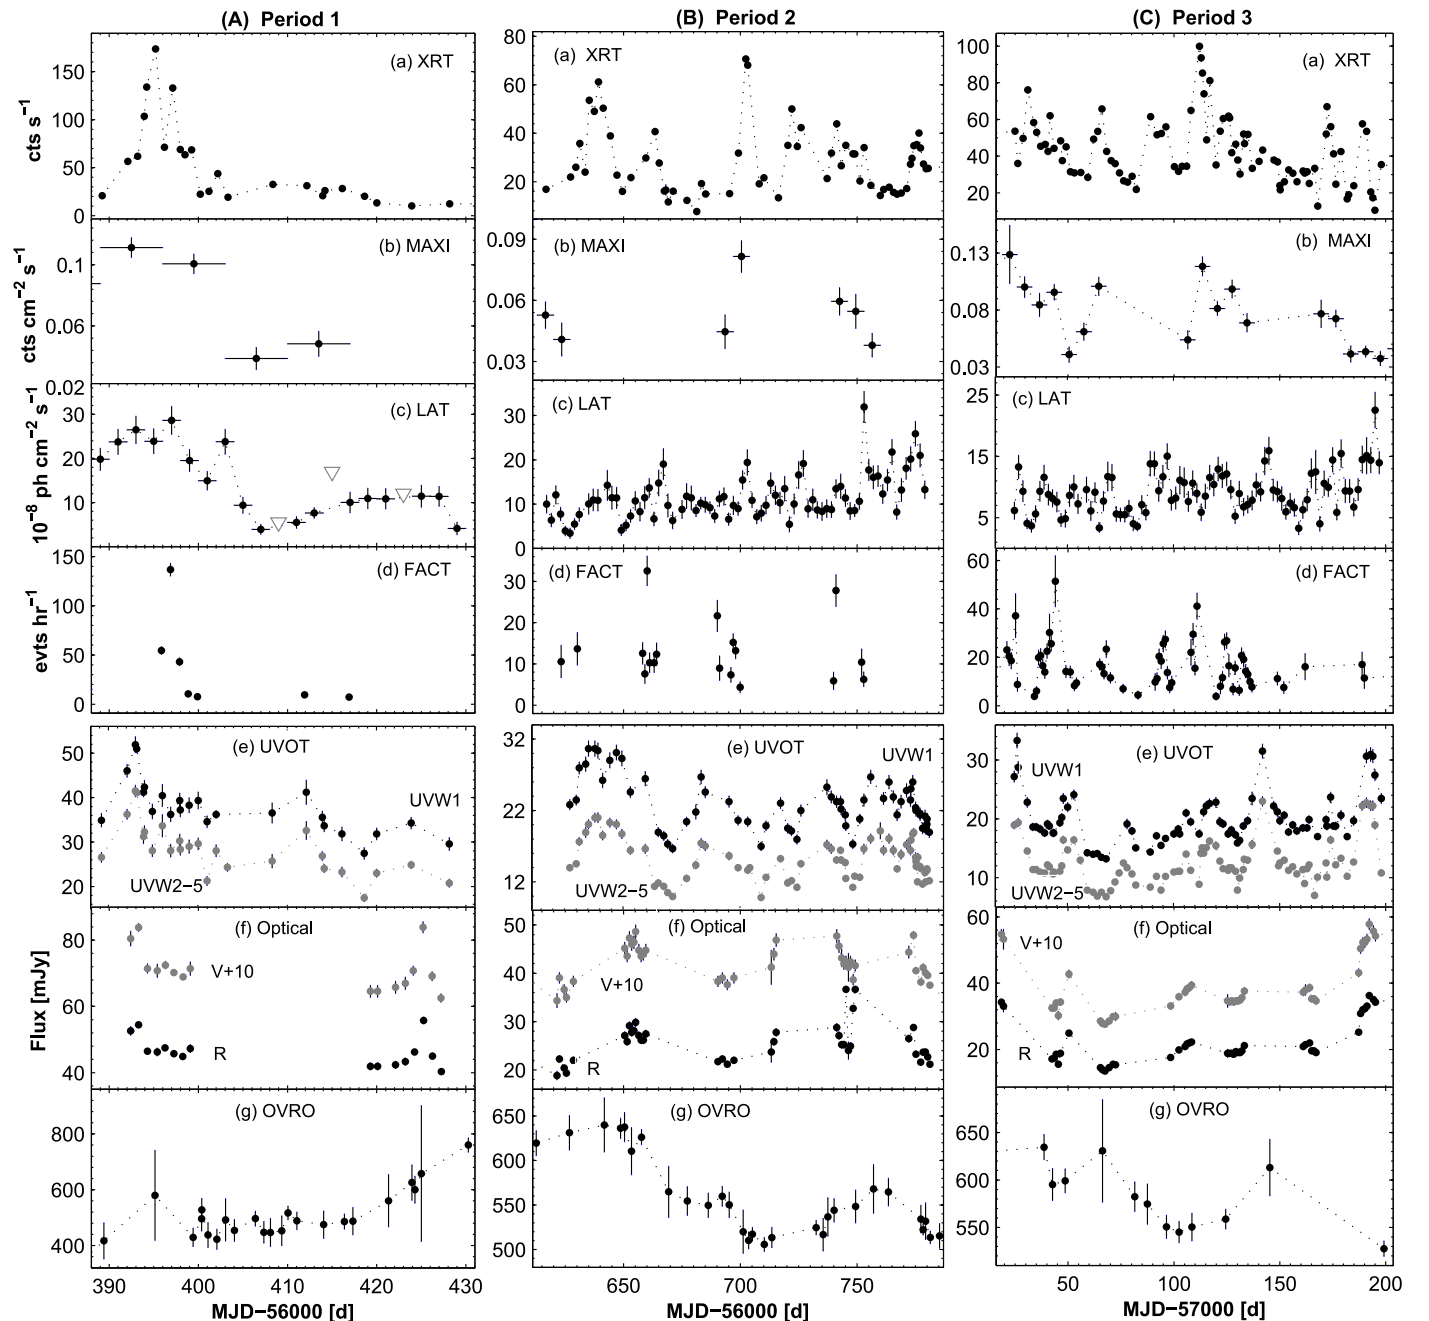 (A) Period 1
(B) Period 2
(C) Period 3
cts s⁻¹
150
100
50
0
(a) XRT
80
60
40
20
(a) XRT
100
80
60
40
20
(a) XRT
cts cm⁻² s⁻¹
0.1
0.06
0.02
(b) MAXI
0.09
0.06
0.03
(b) MAXI
0.13
0.08
0.03
(b) MAXI
10⁻⁸ ph cm⁻² s⁻¹
30
20
10
0
(c) LAT
30
20
10
0
(c) LAT
25
15
5
(c) LAT
evts hr⁻¹
150
100
50
0
(d) FACT
30
20
10
0
(d) FACT
60
40
20
0
(d) FACT
Flux [mJy]
50
40
30
20
(e) UVOT
UVW1
UVW2−5
32
22
12
(e) UVOT
UVW1
UVW2−5
30
20
10
(e) UVOT
UVW1
UVW2−5
80
60
40
(f) Optical
V+10
R
50
40
30
20
(f) Optical
V+10
R
60
40
20
(f) Optical
V+10
R
800
600
400
(g) OVRO
650
600
550
500
(g) OVRO
650
600
550
(g) OVRO
390 400 410 420 430
650 700 750
50 100 150 200
MJD−56000 [d]
MJD−56000 [d]
MJD−57000 [d]